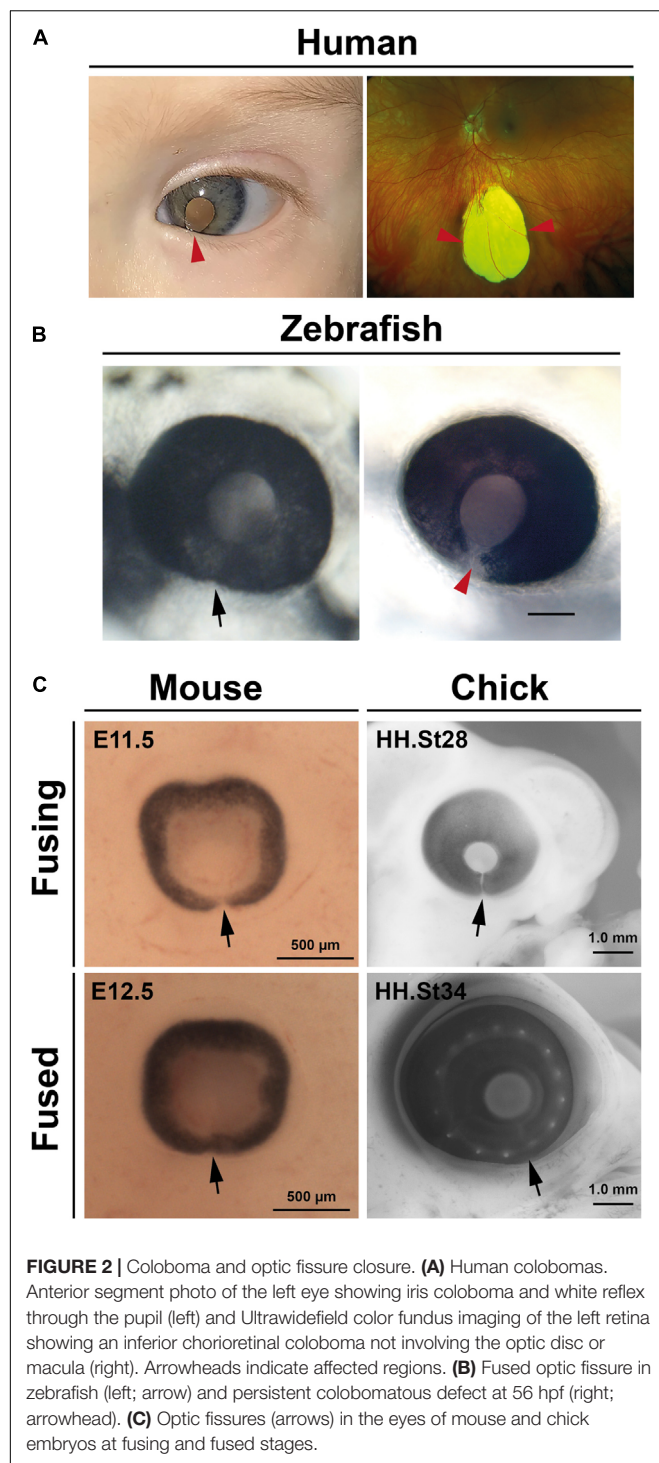 A
Human
B
Zebrafish
C
Mouse
Chick
Fusing
E11.5
500 µm
HH.St28
1.0 mm
Fused
E12.5
500 µm
HH.St34
1.0 mm
FIGURE 2 | Coloboma and optic fissure closure. (A) Human colobomas.
Anterior segment photo of the left eye showing iris coloboma and white reflex
through the pupil (left) and Ultrawidefield color fundus imaging of the left retina
showing an inferior chorioretinal coloboma not involving the optic disc or
macula (right). Arrowheads indicate affected regions. (B) Fused optic fissure in
zebrafish (left; arrow) and persistent colobomatous defect at 56 hpf (right;
arrowhead). (C) Optic fissures (arrows) in the eyes of mouse and chick
embryos at fusing and fused stages.